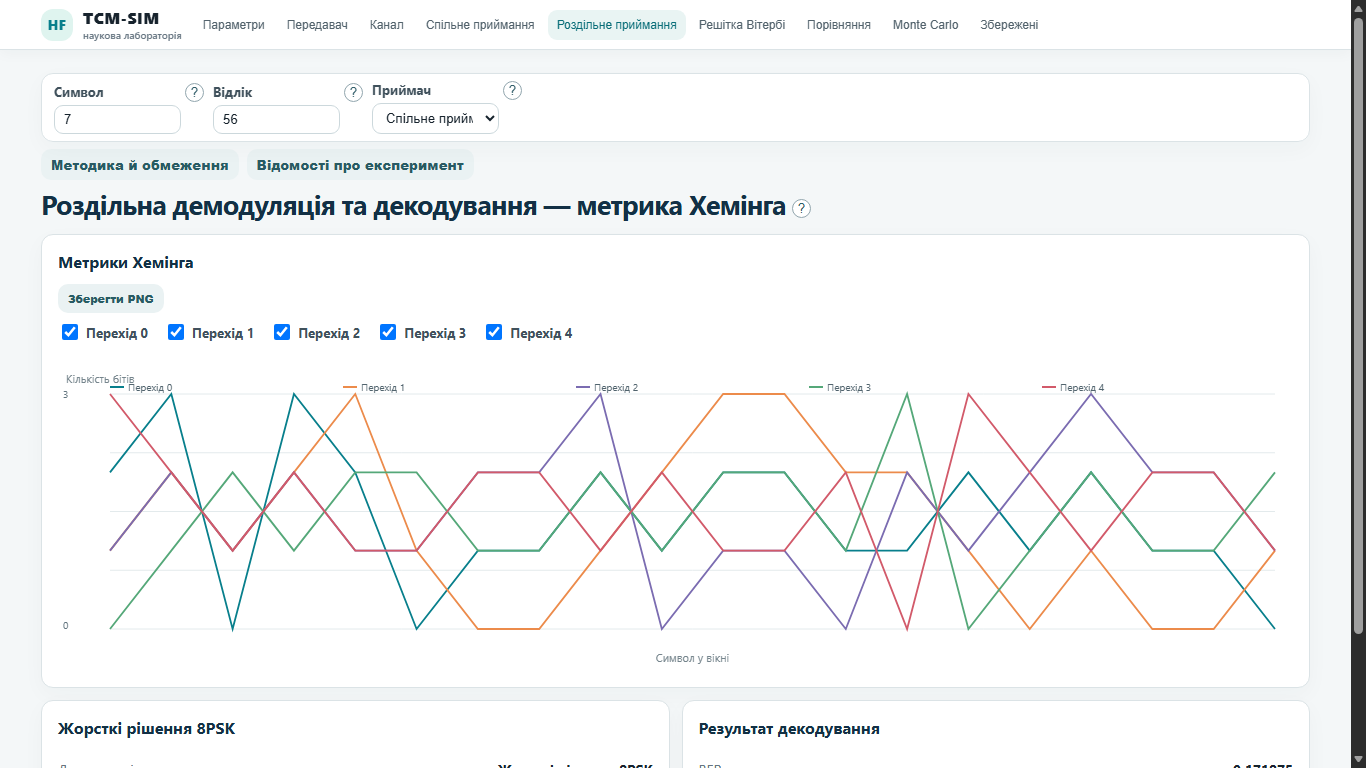 HF
TCM-SIM
наукова лабораторія
Параметри
Передавач
Канал
Спільне приймання
Роздільне приймання
Решітка Вітербі
Порівняння
Monte Carlo
Збережені
Символ ? Відлік ? Приймач ?
7 56
Методика й обмеження Відомості про експеримент
Роздільна демодуляція та декодування — метрика Хемінга ?
Метрики Хемінга
Зберегти PNG
Перехід 0 Перехід 1 Перехід 2 Перехід 3 Перехід 4
Кількість бітів
Перехід 0 Перехід 1 Перехід 2 Перехід 3 Перехід 4
3
0
Символ у вікні
Жорсткі рішення 8PSK
Результат декодування